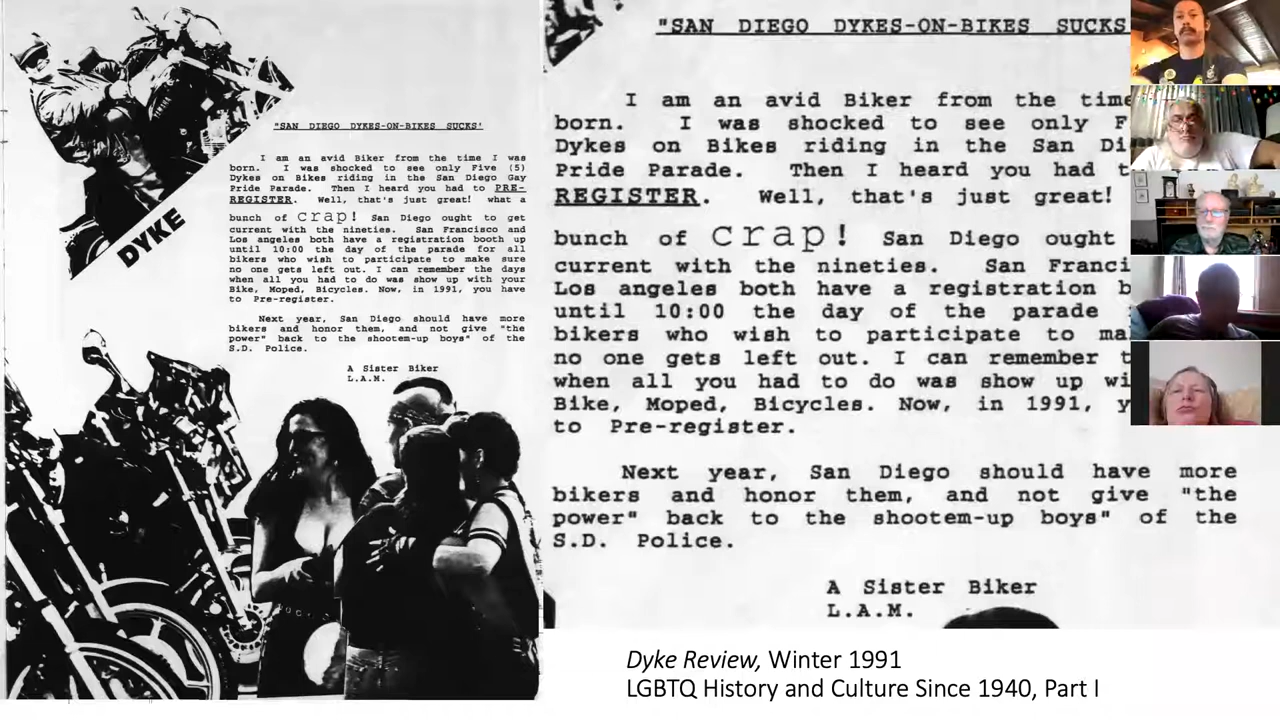 "SAN DIEGO DYKES-ON-BIKES SUCKS'
I am an avid Biker from the time I was
born. I was shocked to see only Five (5)
Dykes on Bikes riding in the San Diego Gay
Pride Parade. Then I heard you had to PRE-
REGISTER. Well, that's just great! what a
bunch of crap! San Diego ought to get
current with the nineties. San Francisco and
Los angeles both have a registration booth up
until 10:00 the day of the parade for all
bikers who wish to participate to make sure
no one gets left out. I can remember the days
when all you had to do was show up with your
Bike, Moped, Bicycles. Now, in 1991, you have
to Pre-register.
Next year, San Diego should have more
bikers and honor them, and not give "the
power" back to the shootem-up boys" of the
S.D. Police.
A Sister Biker
L.A.M.
DYKE
"SAN DIEGO DYKES-ON-BIKES SUCKS
I am an avid Biker from the time
born. I was shocked to see only F
Dykes on Bikes riding in the San Di
Pride Parade. Then I heard you had t
REGISTER. Well, that's just great!
bunch of crap! San Diego ought
current with the nineties. San Franci
Los angeles both have a registration b
until 10:00 the day of the parade
bikers who wish to participate to ma
no one gets left out. I can remember t
when all you had to do was show up wi
Bike, Moped, Bicycles. Now, in 1991, y
to Pre-register.
Next year, San Diego should have more
bikers and honor them, and not give "the
power" back to the shootem-up boys" of the
S.D. Police.
A Sister Biker
L.A.M.
Dyke Review, Winter 1991
LGBTQ History and Culture Since 1940, Part I